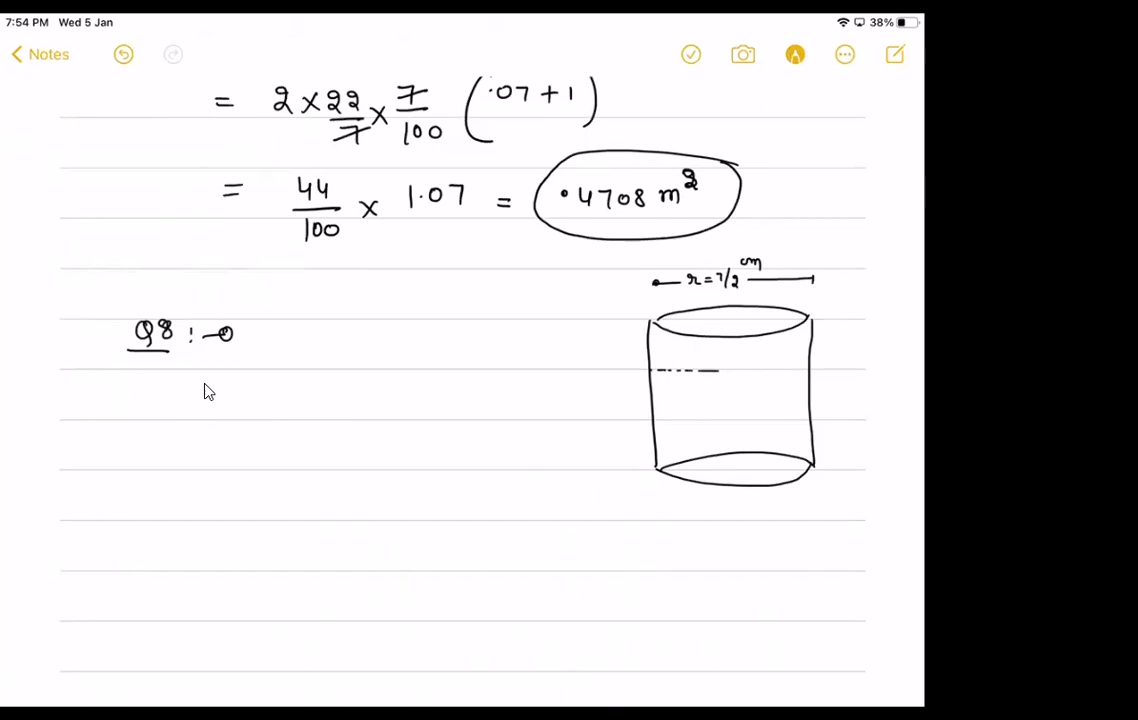 7:54 PM Wed 5 Jan
38%
Notes
= 2 × 22/7 × 7/100 (.07 + 1)
= 44/100 × 1.07 = .4708 m²
r = 7/2 cm
Q8 :-